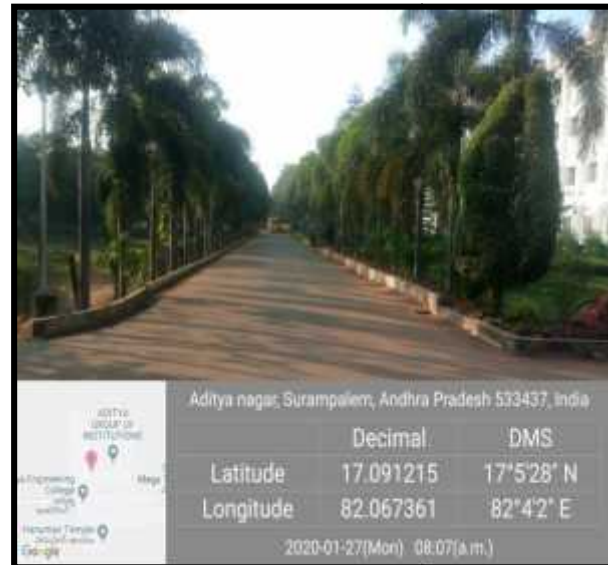 Aditya nagar, Surampalem, Andhra Pradesh 533437, India
Decimal DMS
Latitude 17.091215 17°5'28" N
Longitude 82.067361 82°4'2" E
2020-01-27(Mon) 08:07(a.m.)
ADITYA
GROUP OF
INSTITUTIONS
Engineering
College
Mega
Hanuman Temple
Google